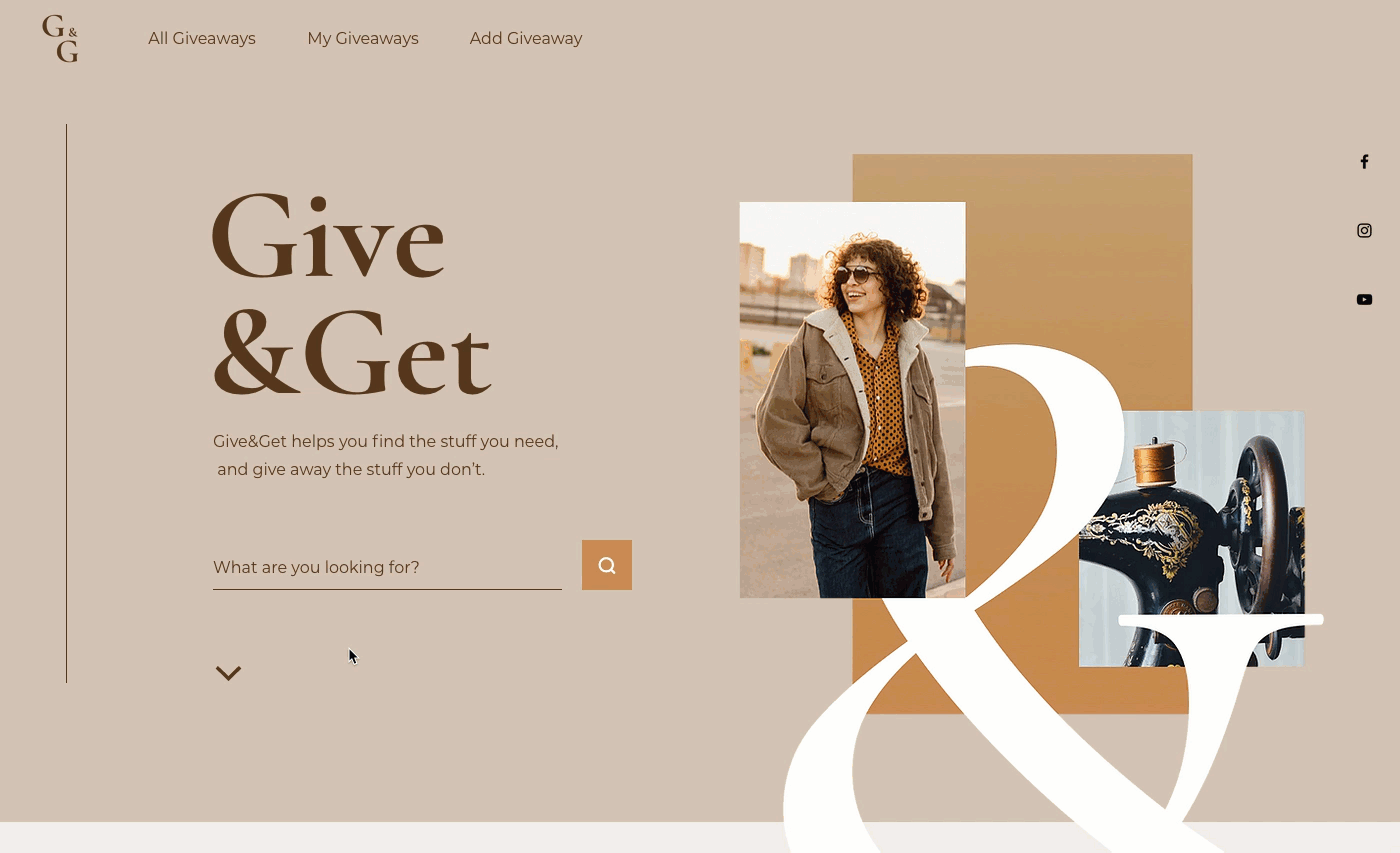 G &
G
All Giveaways
My Giveaways
Add Giveaway
Give
&Get
Give&Get helps you find the stuff you need,
and give away the stuff you don’t.
What are you looking for?
&